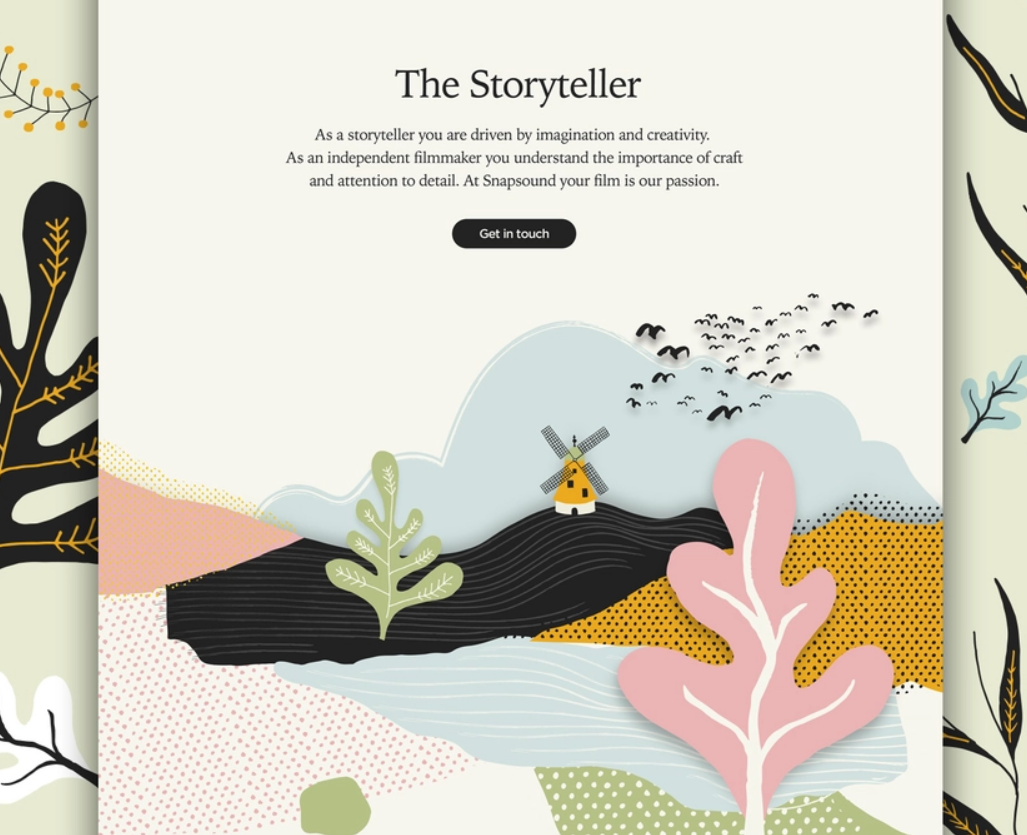 The Storyteller
As a storyteller you are driven by imagination and creativity.
As an independent filmmaker you understand the importance of craft
and attention to detail. At Snapsound your film is our passion.
Get in touch